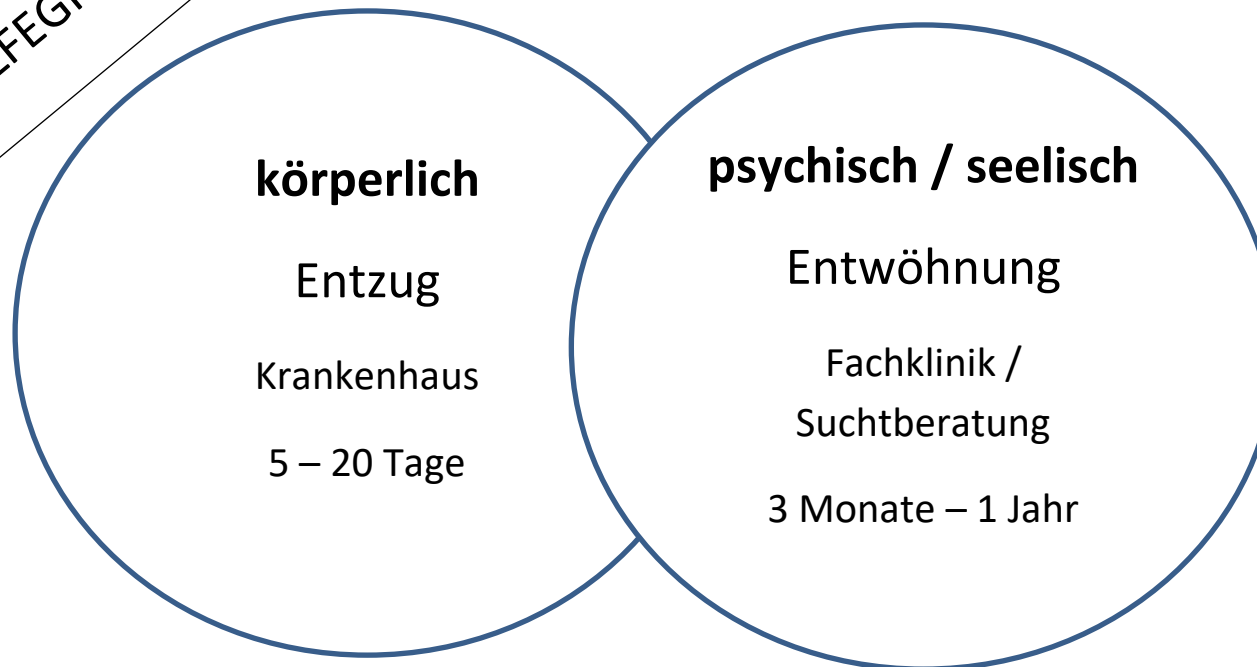 körperlich
Entzug
Krankenhaus
5 – 20 Tage
psychisch / seelisch
Entwöhnung
Fachklinik /
Suchtberatung
3 Monate – 1 Jahr